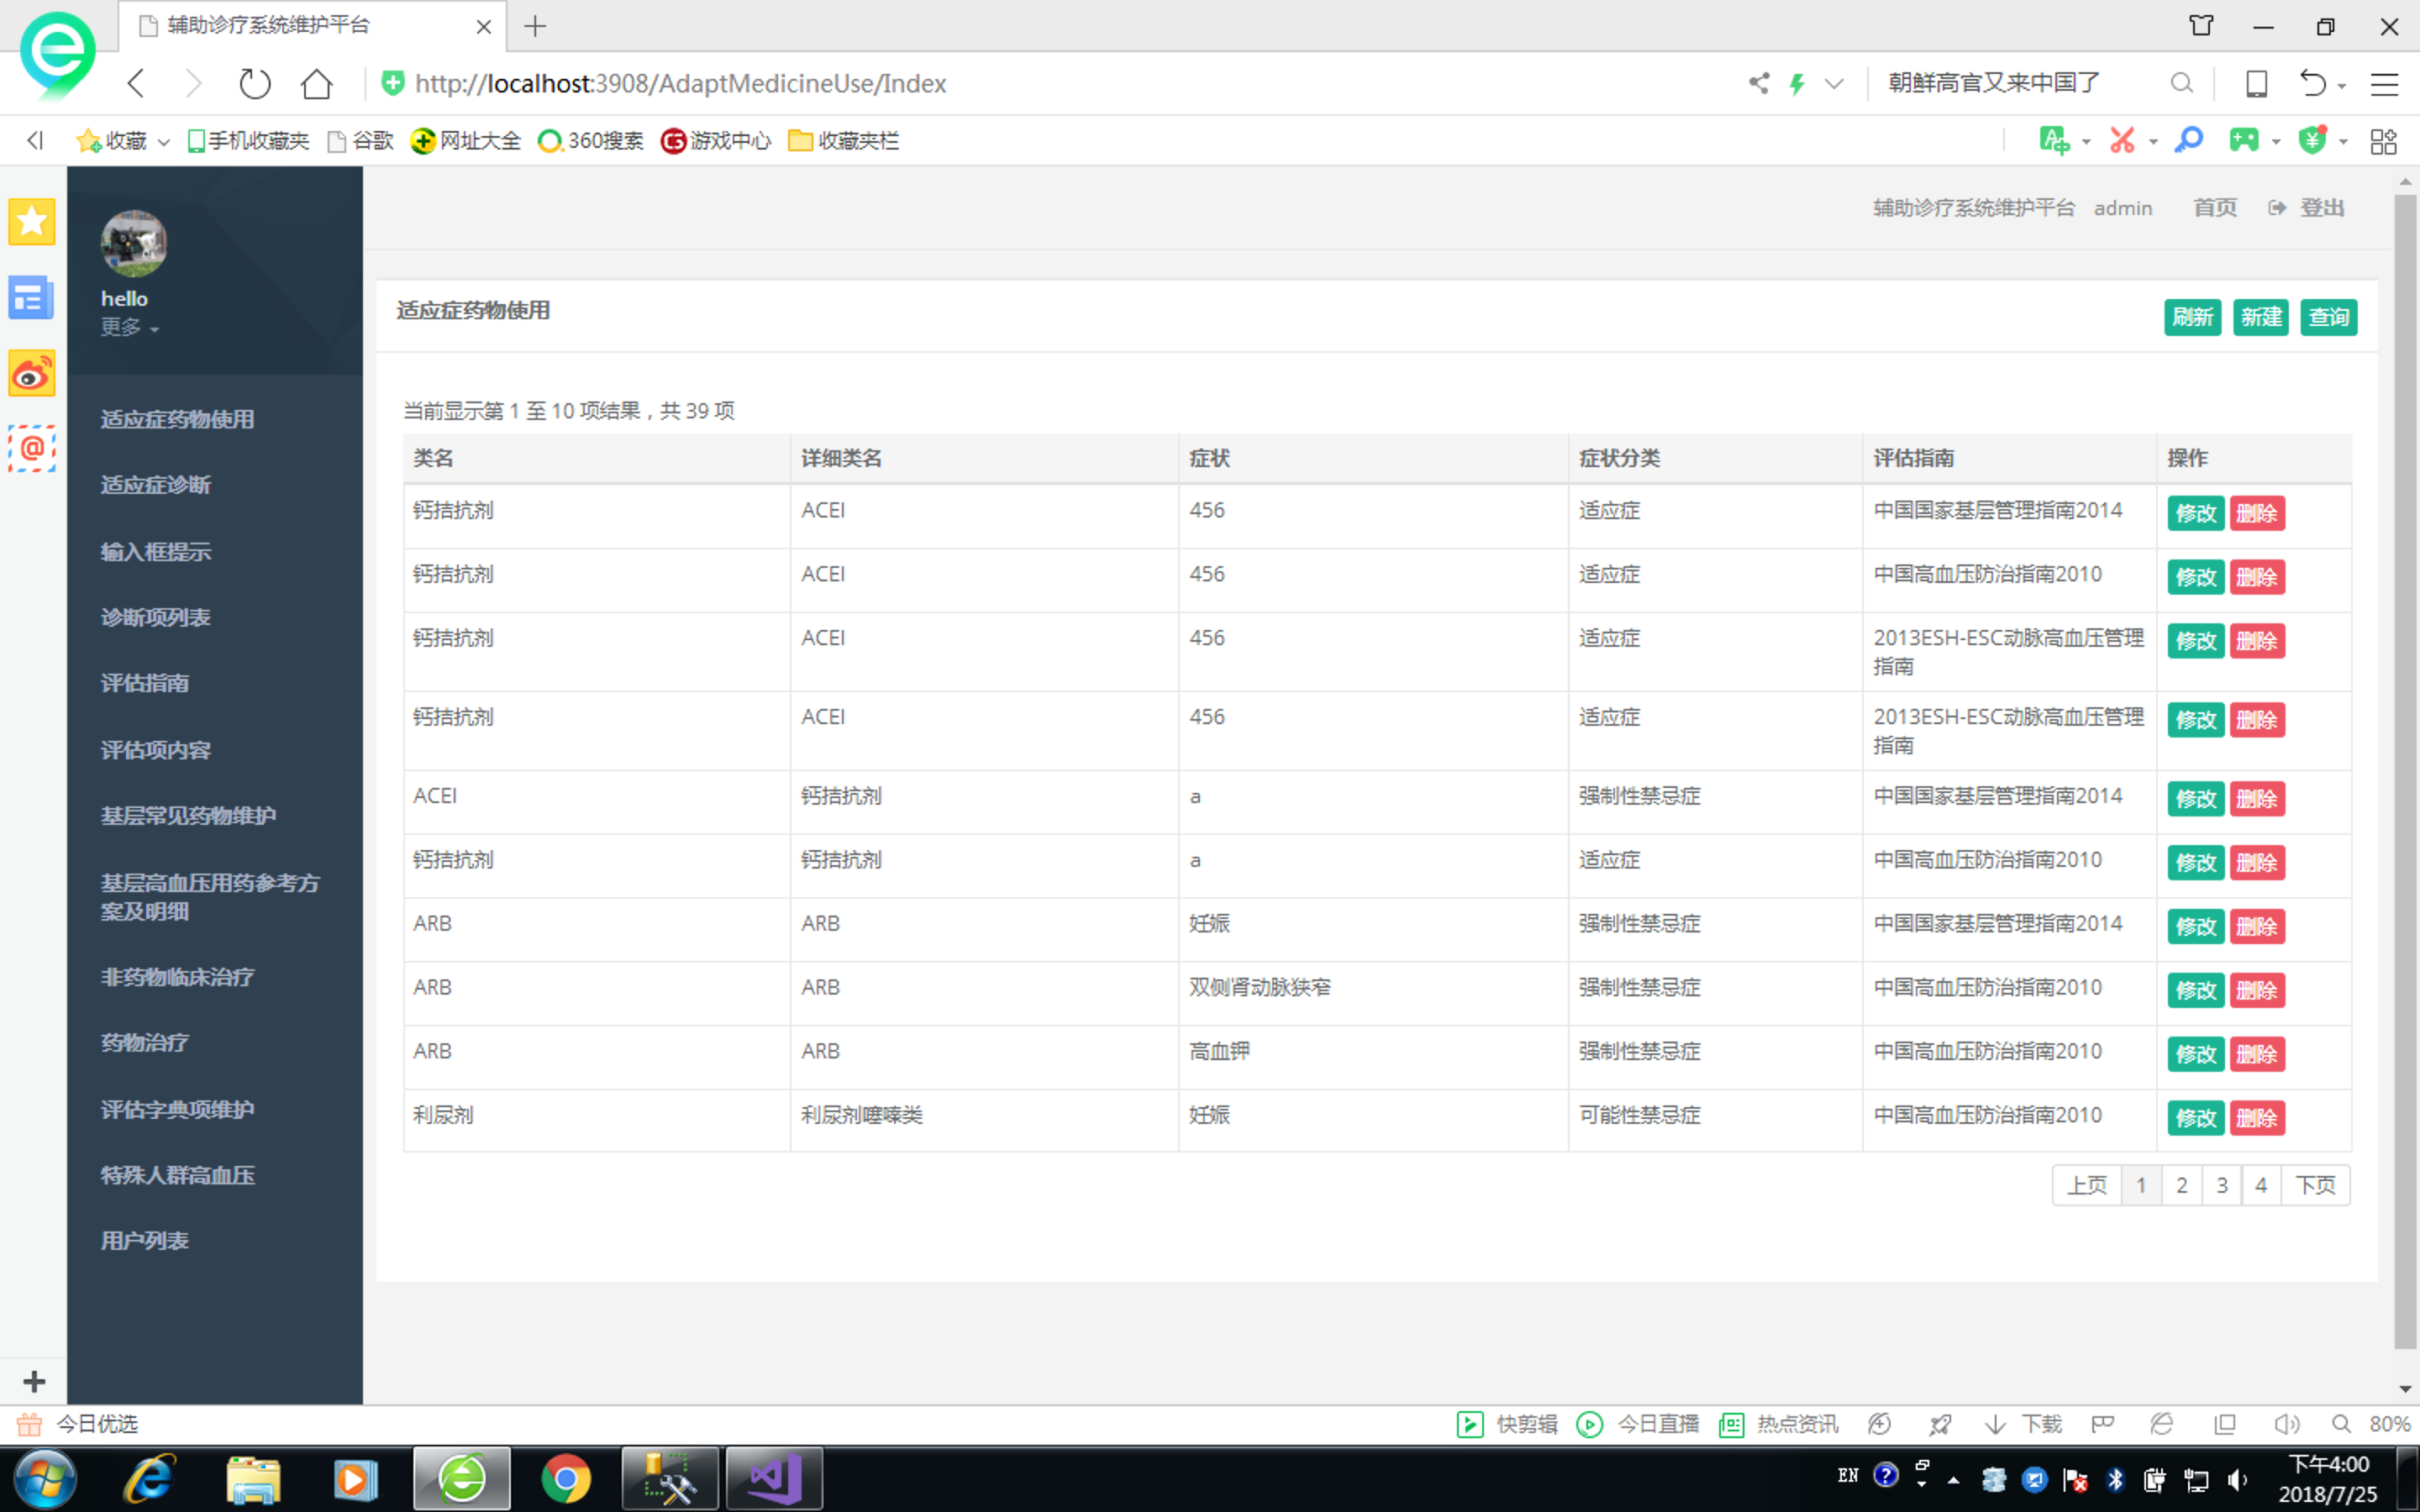 辅助诊疗系统维护平台
http://localhost:3908/AdaptMedicineUse/Index
朝鲜高官又来中国了
收藏 手机收藏夹 谷歌 网址大全 360搜索 游戏中心 收藏夹栏
辅助诊疗系统维护平台 admin 首页 登出
hello
更多
适应症药物使用
适应症诊断
输入框提示
诊断项列表
评估指南
评估项内容
基层常见药物维护
基层高血压用药参考方
案及明细
非药物临床治疗
药物治疗
评估字典项维护
特殊人群高血压
用户列表
适应症药物使用
刷新 新建 查询
当前显示第 1 至 10 项结果，共 39 项
类名 详细类名 症状 症状分类 评估指南 操作
钙拮抗剂 ACEI 456 适应症 中国国家基层管理指南2014 修改 删除
钙拮抗剂 ACEI 456 适应症 中国高血压防治指南2010 修改 删除
钙拮抗剂 ACEI 456 适应症 2013ESH-ESC动脉高血压管理 修改 删除
指南
钙拮抗剂 ACEI 456 适应症 2013ESH-ESC动脉高血压管理 修改 删除
指南
ACEI 钙拮抗剂 a 强制性禁忌症 中国国家基层管理指南2014 修改 删除
钙拮抗剂 钙拮抗剂 a 适应症 中国高血压防治指南2010 修改 删除
ARB ARB 妊娠 强制性禁忌症 中国国家基层管理指南2014 修改 删除
ARB ARB 双侧肾动脉狭窄 强制性禁忌症 中国高血压防治指南2010 修改 删除
ARB ARB 高血钾 强制性禁忌症 中国高血压防治指南2010 修改 删除
利尿剂 利尿剂噻嗪类 妊娠 可能性禁忌症 中国高血压防治指南2010 修改 删除
上页 1 2 3 4 下页
今日优选
快剪辑 今日直播 热点资讯 下载 80%
EN
下午4:00
2018/7/25